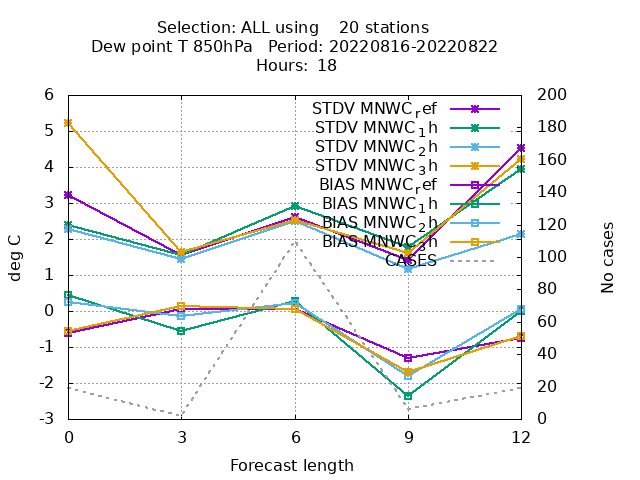 Selection: ALL using    20 stations
Dew point T 850hPa   Period: 20220816-20220822
Hours: 18
6
5
4
3
2
1
0
-1
-2
-3
deg C
200
180
160
140
120
100
80
60
40
20
0
No cases
STDV MNWC_ref
STDV MNWC_1h
STDV MNWC_2h
STDV MNWC_3h
BIAS MNWC_ref
BIAS MNWC_1h
BIAS MNWC_2h
BIAS MNWC_3h
CASES
0 3 6 9 12
Forecast length